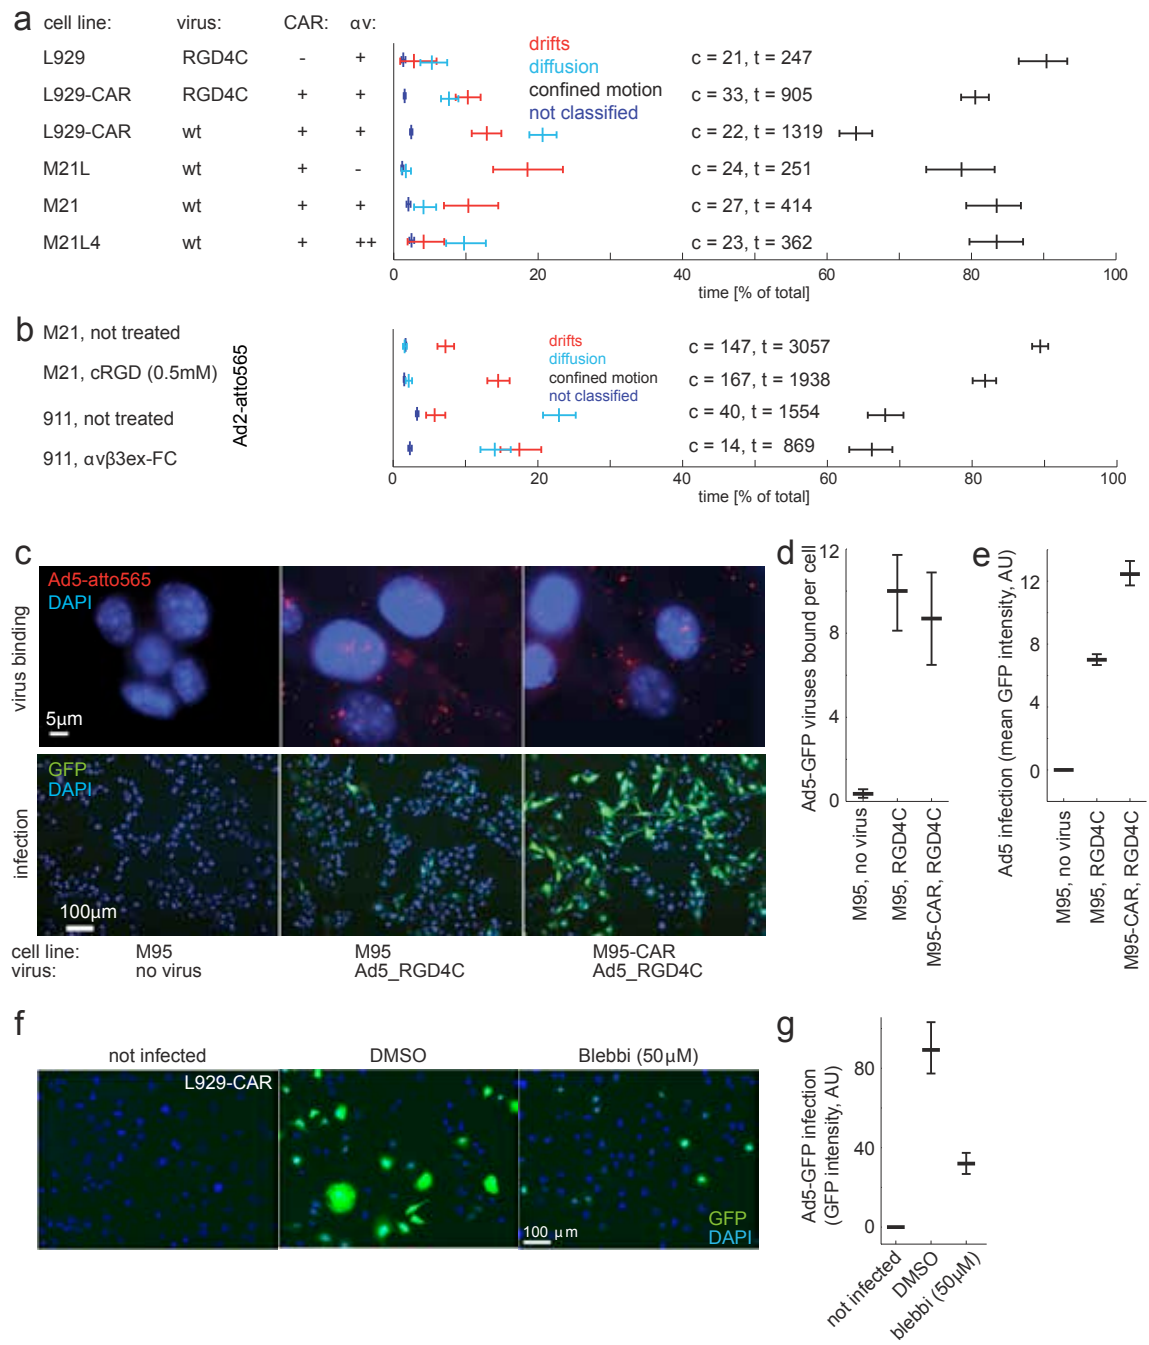 a cell line: virus: CAR: αv:
L929 RGD4C - + drifts c = 21, t = 247
diffusion
L929-CAR RGD4C + + confined motion c = 33, t = 905
not classified
L929-CAR wt + + c = 22, t = 1319
M21L wt + - c = 24, t = 251
M21 wt + + c = 27, t = 414
M21L4 wt + ++ c = 23, t = 362
0 20 40 60 80 100
time [% of total]
b M21, not treated drifts c = 147, t = 3057
diffusion
M21, cRGD (0.5mM) confined motion c = 167, t = 1938
not classified
911, not treated c = 40, t = 1554
911, αvβ3ex-FC c = 14, t = 869
Ad2-atto565
0 20 40 60 80 100
time [% of total]
c
virus binding
Ad5-atto565
DAPI
5μm
infection
GFP
DAPI
100μm
cell line: M95 M95 M95-CAR
virus: no virus Ad5_RGD4C Ad5_RGD4C
d
Ad5-GFP viruses bound per cell
12
8
4
0
M95, no virus
M95, RGD4C
M95-CAR, RGD4C
e
Ad5 infection (mean GFP intensity, AU)
12
8
4
0
M95, no virus
M95, RGD4C
M95-CAR, RGD4C
f
not infected DMSO Blebbi (50μM)
L929-CAR
100 μm
GFP
DAPI
g
Ad5-GFP infection
(GFP intensity, AU)
80
40
0
not infected
DMSO
blebbi (50μM)